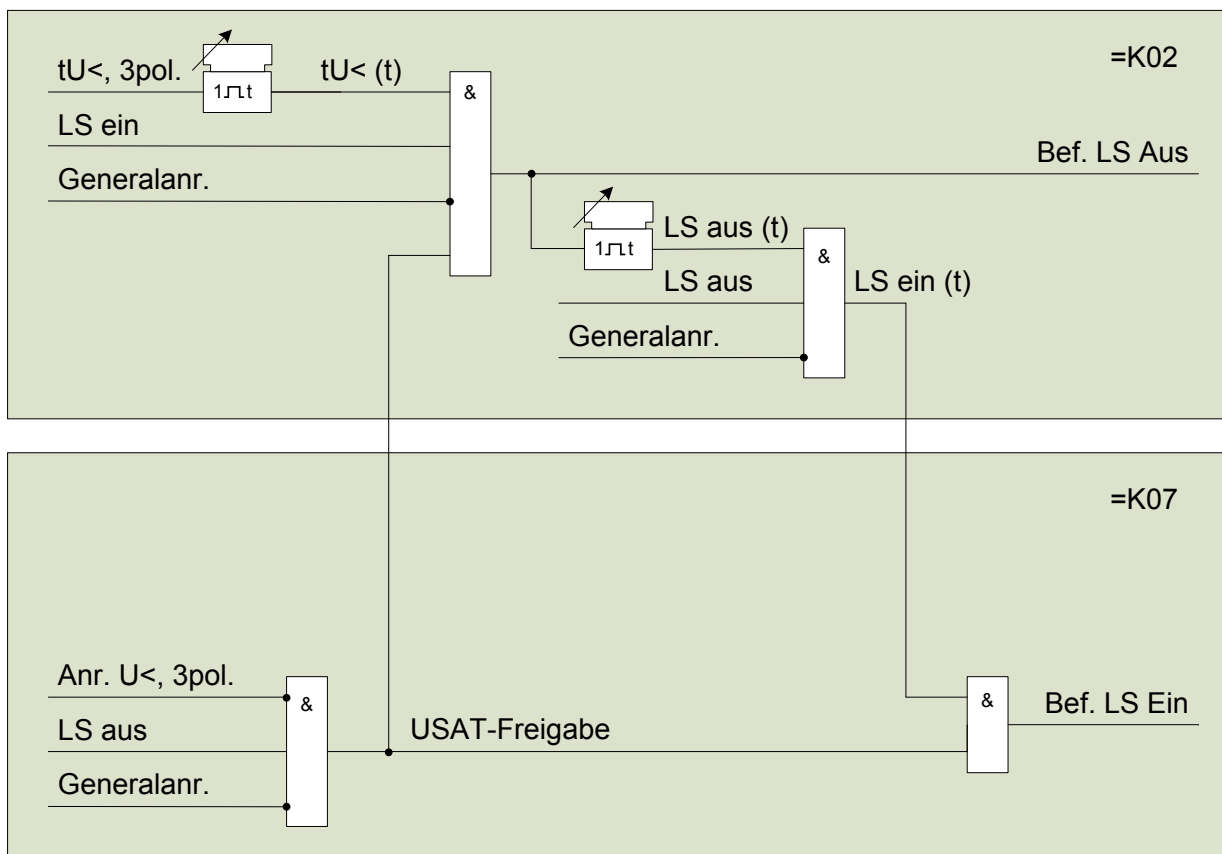 =K02
tU<, 3pol.
1 t
tU< (t)
&
LS ein
Generalanr.
Bef. LS Aus
1 t
LS aus (t)
&
LS aus
LS ein (t)
Generalanr.
=K07
Anr. U<, 3pol.
&
LS aus
USAT-Freigabe
Generalanr.
&
Bef. LS Ein